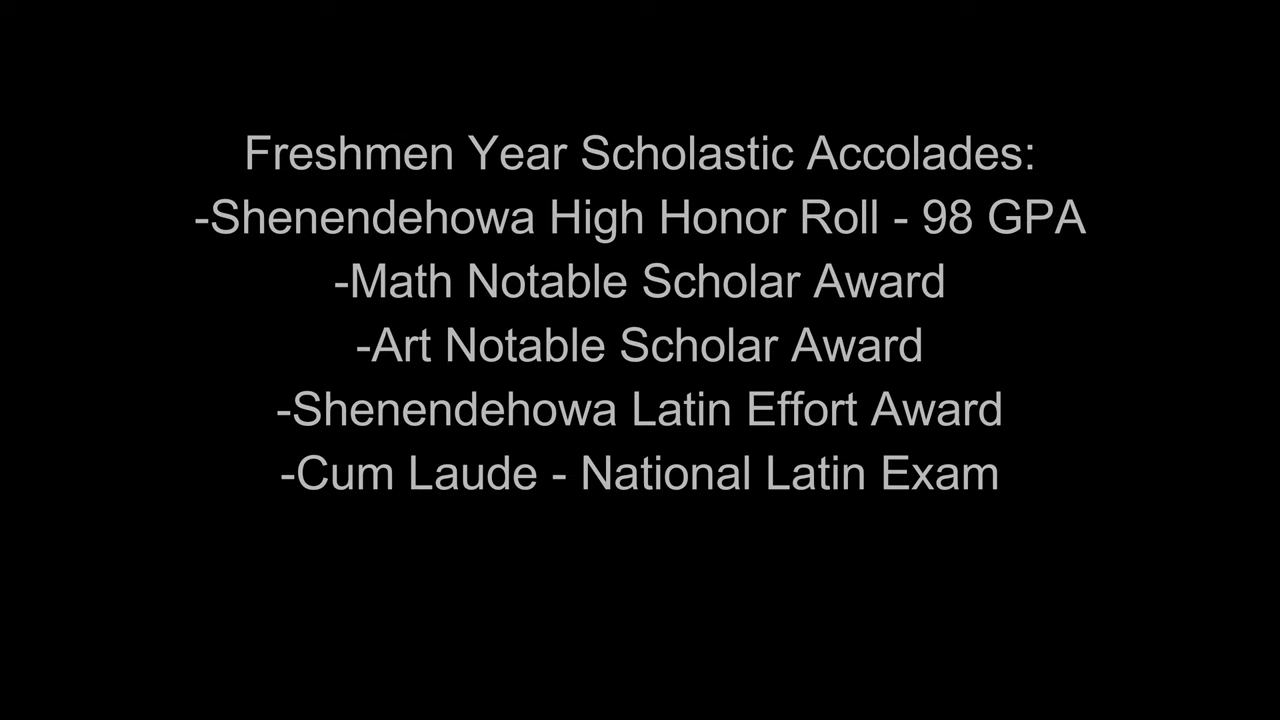 Freshmen Year Scholastic Accolades:
-Shenendehowa High Honor Roll - 98 GPA
-Math Notable Scholar Award
-Art Notable Scholar Award
-Shenendehowa Latin Effort Award
-Cum Laude - National Latin Exam